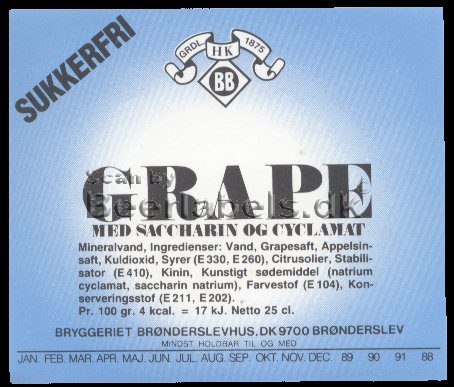 SUKKERFRI
GRDL. HK 1875
BB
GRAPE
Scan by
Beerlabels.dk
MED SACCHARIN OG CYCLAMAT
Mineralvand, Ingredienser: Vand, Grapesaft, Appelsin-
saft, Kuldioxid, Syrer (E 330, E 260), Citrusolier, Stabili-
sator (E 410), Kinin, Kunstigt sødemiddel (natrium
cyclamat, saccharin natrium), Farvestof (E 104), Kon-
serveringsstof (E 211, E 202).
Pr. 100 gr. 4 kcal. = 17 kJ. Netto 25 cl.
BRYGGERIET BRØNDERSLEVHUS, DK 9700 BRØNDERSLEV
MINDST HOLDBAR TIL OG MED
JAN. FEB. MAR. APR. MAJ. JUN. JUL. AUG. SEP. OKT. NOV. DEC. 89 90 91 88